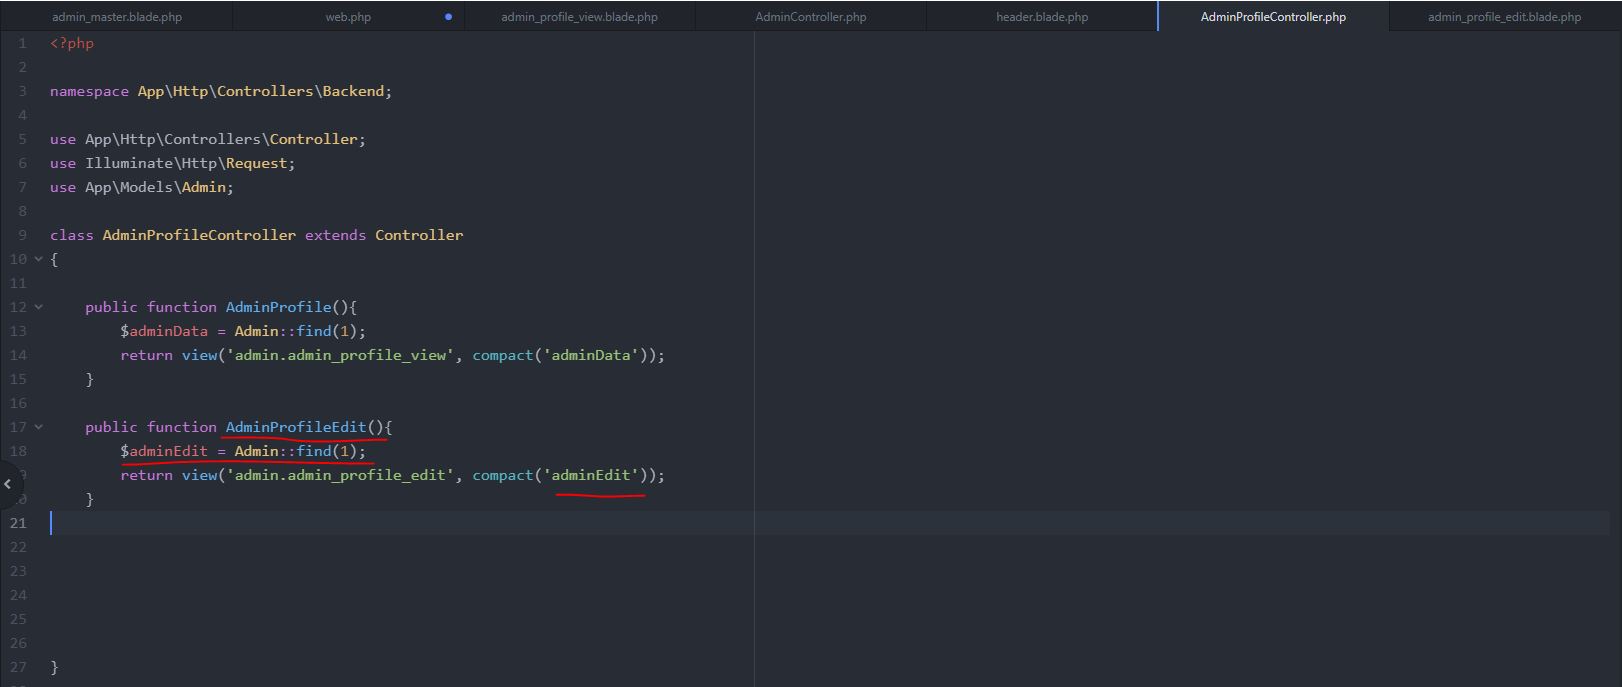 admin_master.blade.php web.php admin_profile_view.blade.php AdminController.php header.blade.php AdminProfileController.php admin_profile_edit.blade.php
1 <?php
2
3 namespace App\Http\Controllers\Backend;
4
5 use App\Http\Controllers\Controller;
6 use Illuminate\Http\Request;
7 use App\Models\Admin;
8
9 class AdminProfileController extends Controller
10 {
11
12 public function AdminProfile(){
13 $adminData = Admin::find(1);
14 return view('admin.admin_profile_view', compact('adminData'));
15 }
16
17 public function AdminProfileEdit(){
18 $adminEdit = Admin::find(1);
return view('admin.admin_profile_edit', compact('adminEdit'));
}
21
22
23
24
25
26
27 }